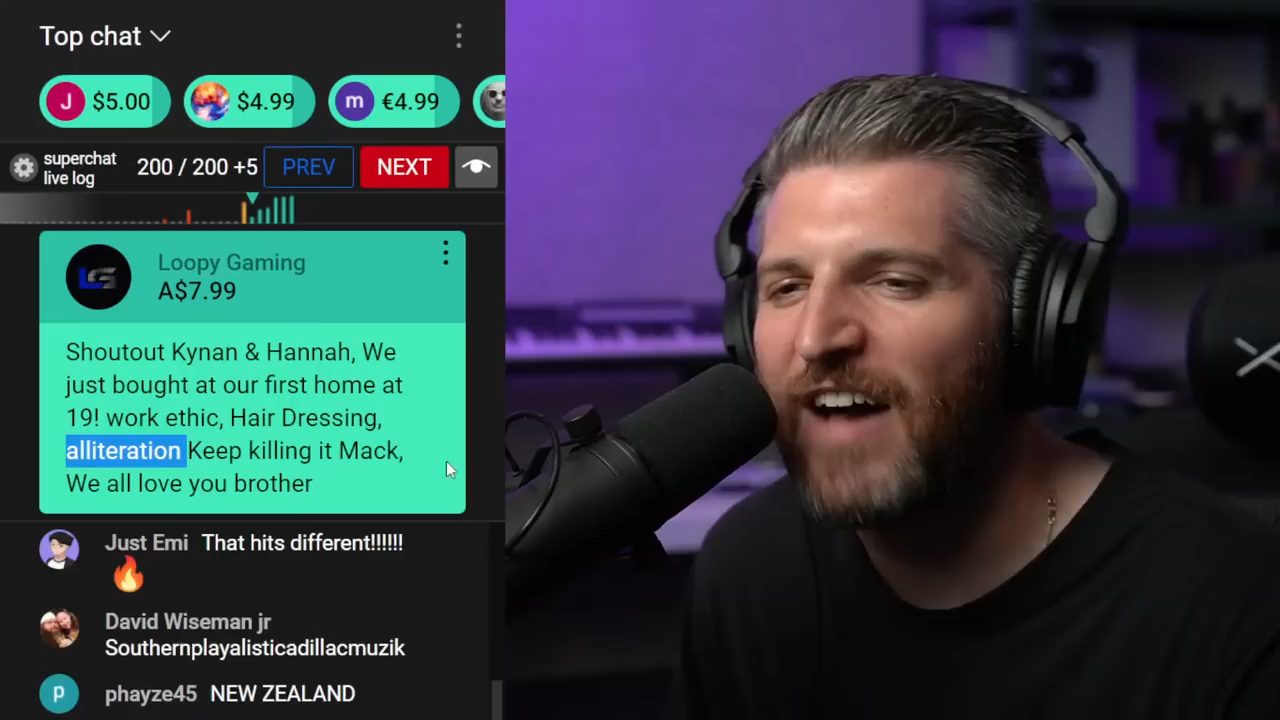 Top chat
J $5.00 $4.99 m €4.99
superchat
live log
200 / 200 +5 PREV NEXT
LG Loopy Gaming
A$7.99
Shoutout Kynan & Hannah, We
just bought at our first home at
19! work ethic, Hair Dressing,
alliteration Keep killing it Mack,
We all love you brother
Just Emi That hits different!!!!!!
David Wiseman jr
Southernplayalisticadillacmuzik
p phayze45 NEW ZEALAND